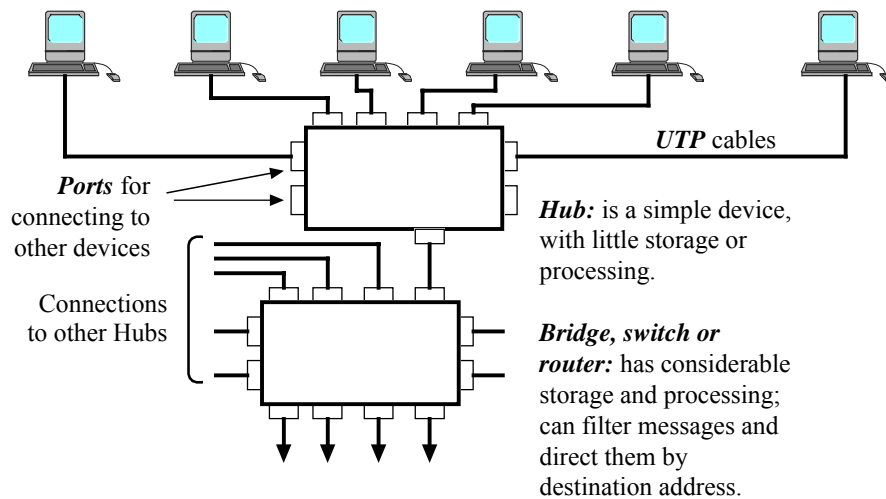 UTP cables
Ports for
connecting to
other devices
Hub: is a simple device,
with little storage or
processing.
Connections
to other Hubs
Bridge, switch or
router: has considerable
storage and processing;
can filter messages and
direct them by
destination address.